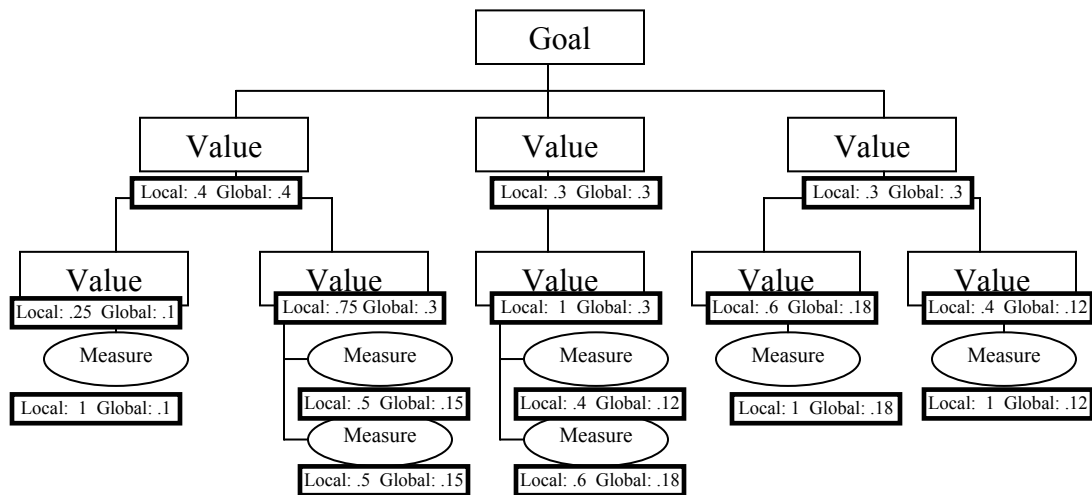 Goal
Value Value Value
Local: .4 Global: .4 Local: .3 Global: .3 Local: .3 Global: .3
Value Value Value Value Value
Local: .25 Global: .1 Local: .75 Global: .3 Local: 1 Global: .3 Local: .6 Global: .18 Local: .4 Global: .12
Measure Measure Measure Measure Measure
Local: 1 Global: .1 Local: .5 Global: .15 Local: .4 Global: .12 Local: 1 Global: .18 Local: 1 Global: .12
Measure Measure
Local: .5 Global: .15 Local: .6 Global: .18